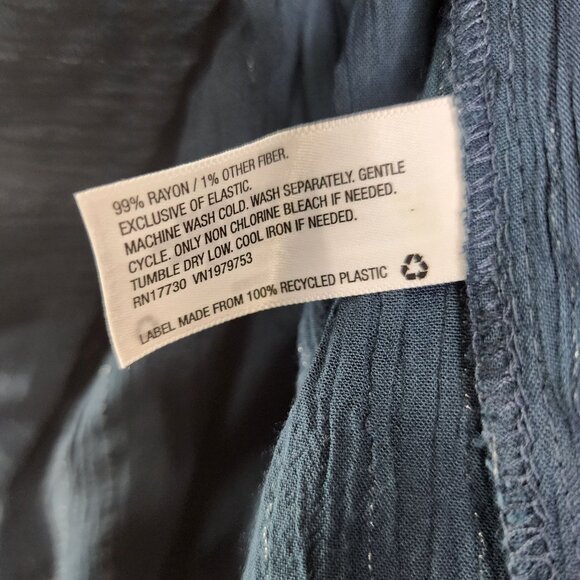 99% RAYON / 1% OTHER FIBER.
EXCLUSIVE OF ELASTIC.
MACHINE WASH COLD. WASH SEPARATELY. GENTLE
CYCLE. ONLY NON CHLORINE BLEACH IF NEEDED.
TUMBLE DRY LOW. COOL IRON IF NEEDED.
RN17730 VN1979753
LABEL MADE FROM 100% RECYCLED PLASTIC